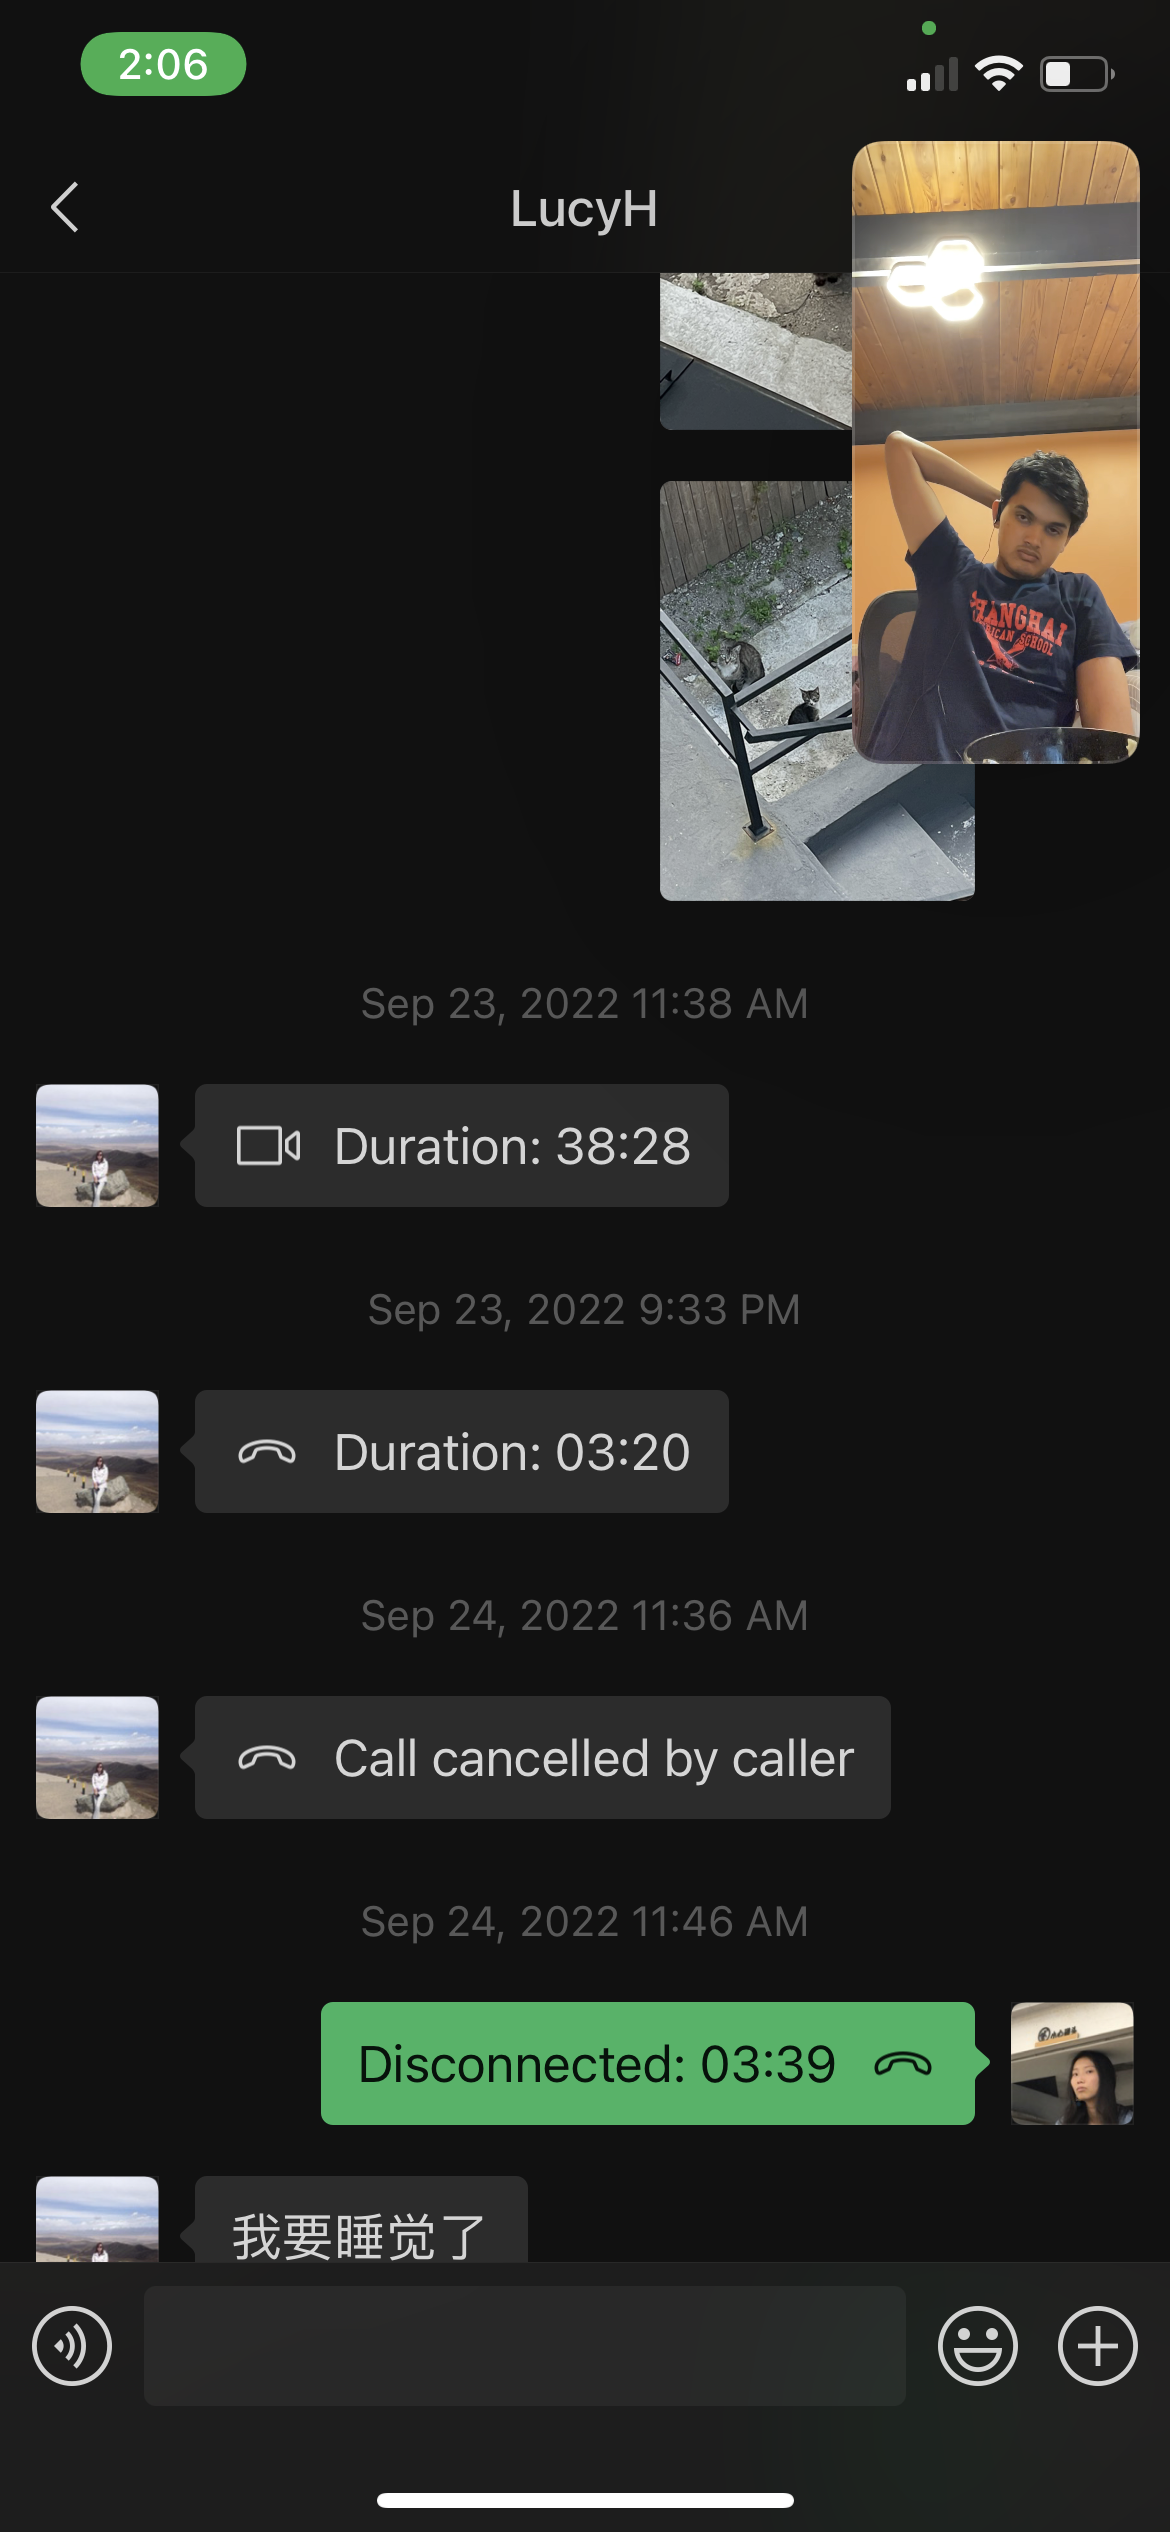 2:06
LucyH
SHANGHAI
AMERICAN SCHOOL
Sep 23, 2022 11:38 AM
Duration: 38:28
Sep 23, 2022 9:33 PM
Duration: 03:20
Sep 24, 2022 11:36 AM
Call cancelled by caller
Sep 24, 2022 11:46 AM
Disconnected: 03:39
我要睡觉了